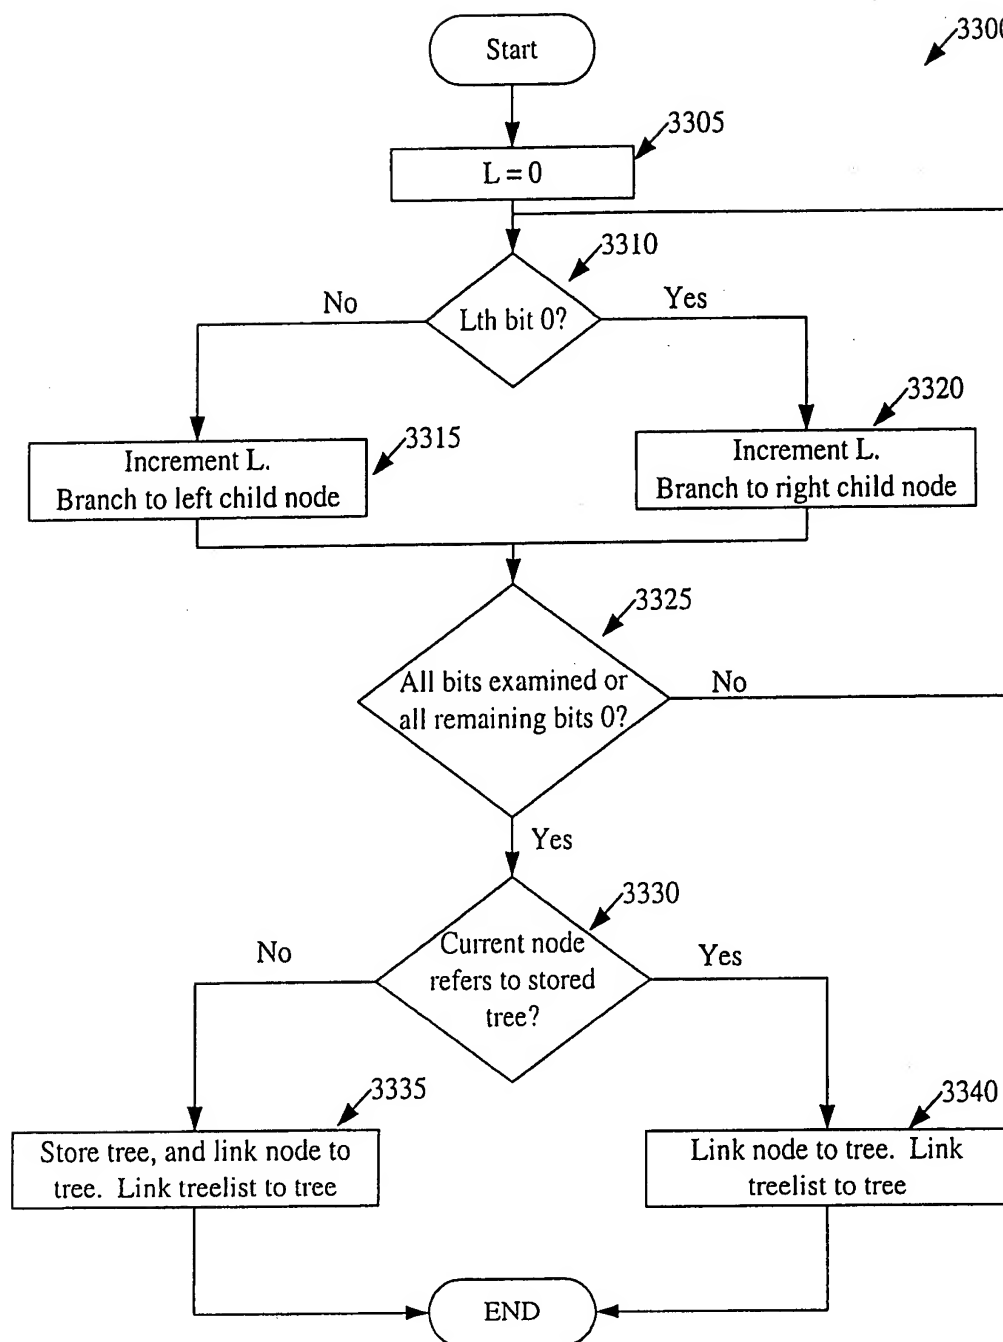 Start
3300
3305
L = 0
3310
No
Lth bit 0?
Yes
3320
3315
Increment L.
Branch to left child node
Increment L.
Branch to right child node
3325
All bits examined or
all remaining bits 0?
No
Yes
3330
No
Current node
refers to stored
tree?
Yes
3335
3340
Store tree, and link node to
tree. Link treelist to tree
Link node to tree. Link
treelist to tree
END